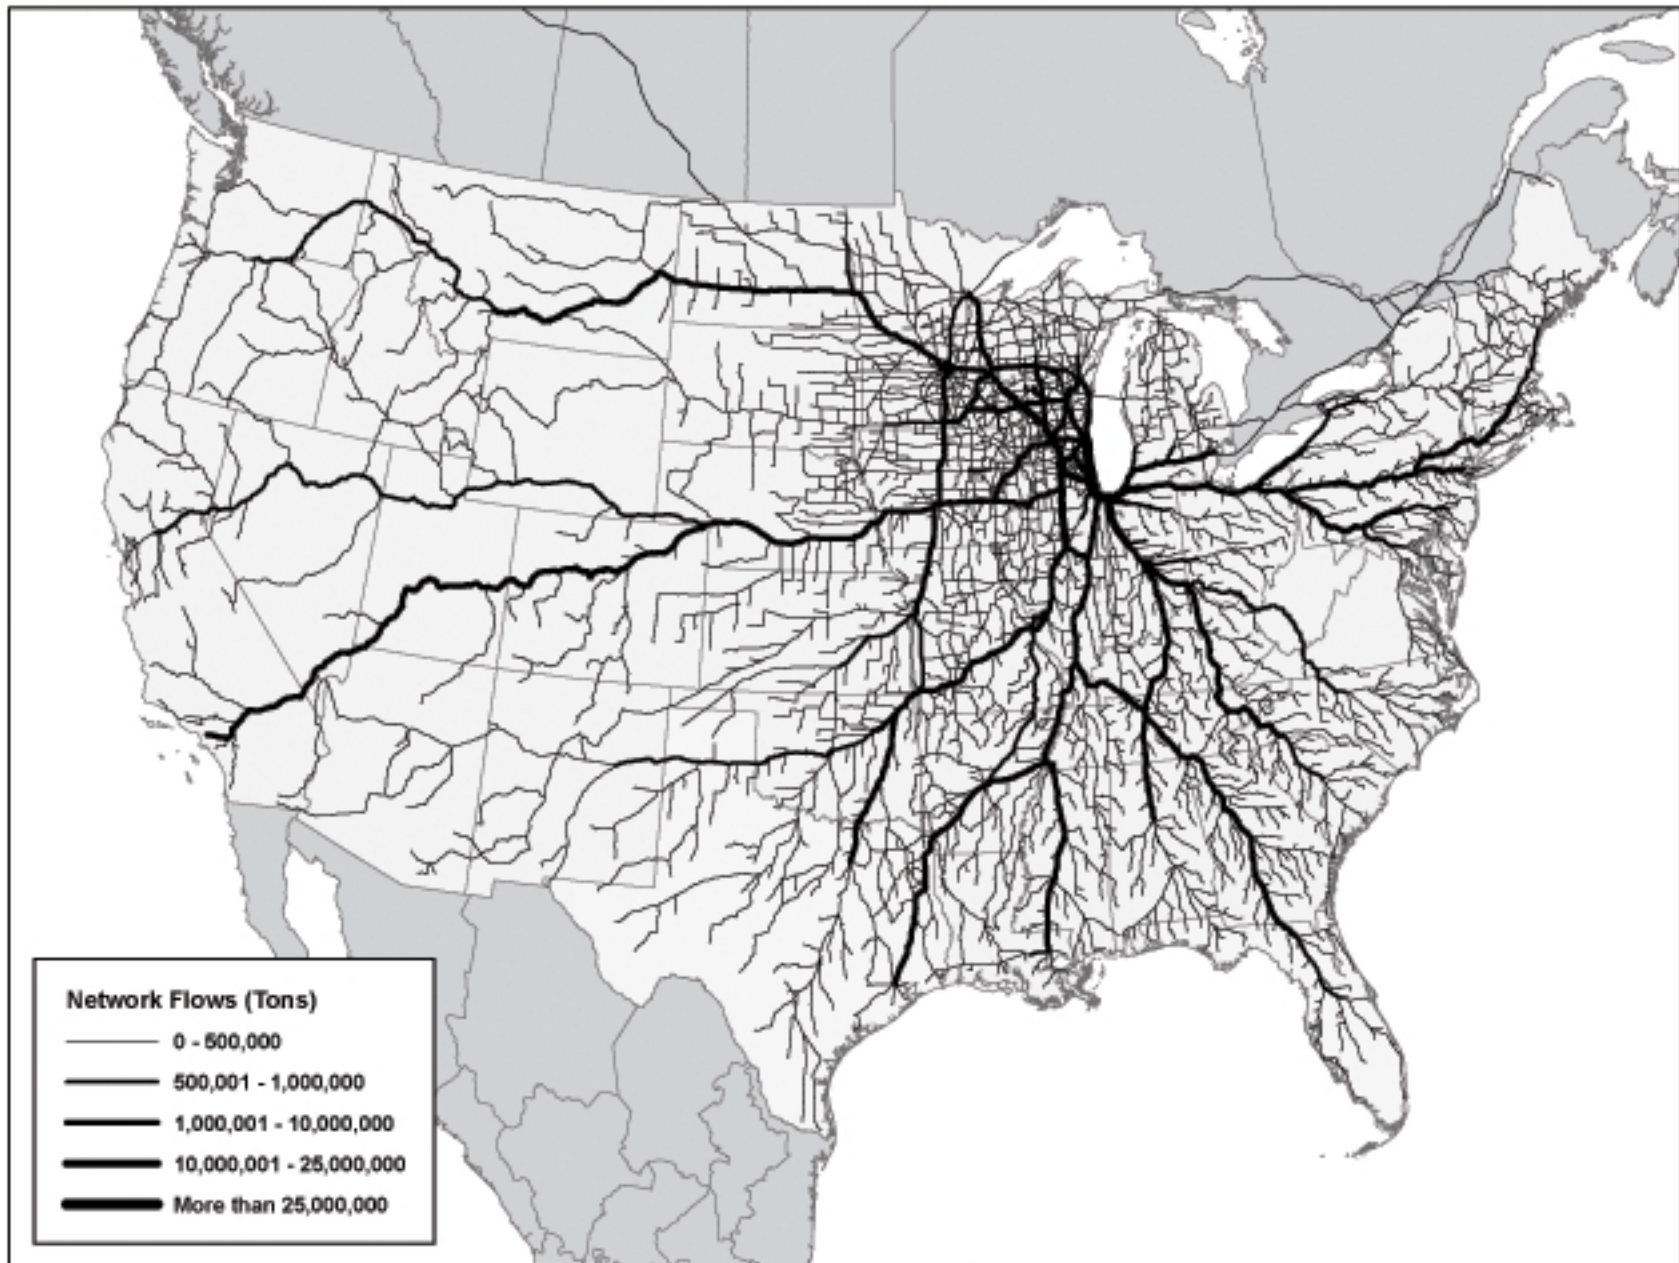 Network Flows (Tons)
0 - 500,000
500,001 - 1,000,000
1,000,001 - 10,000,000
10,000,001 - 25,000,000
More than 25,000,000